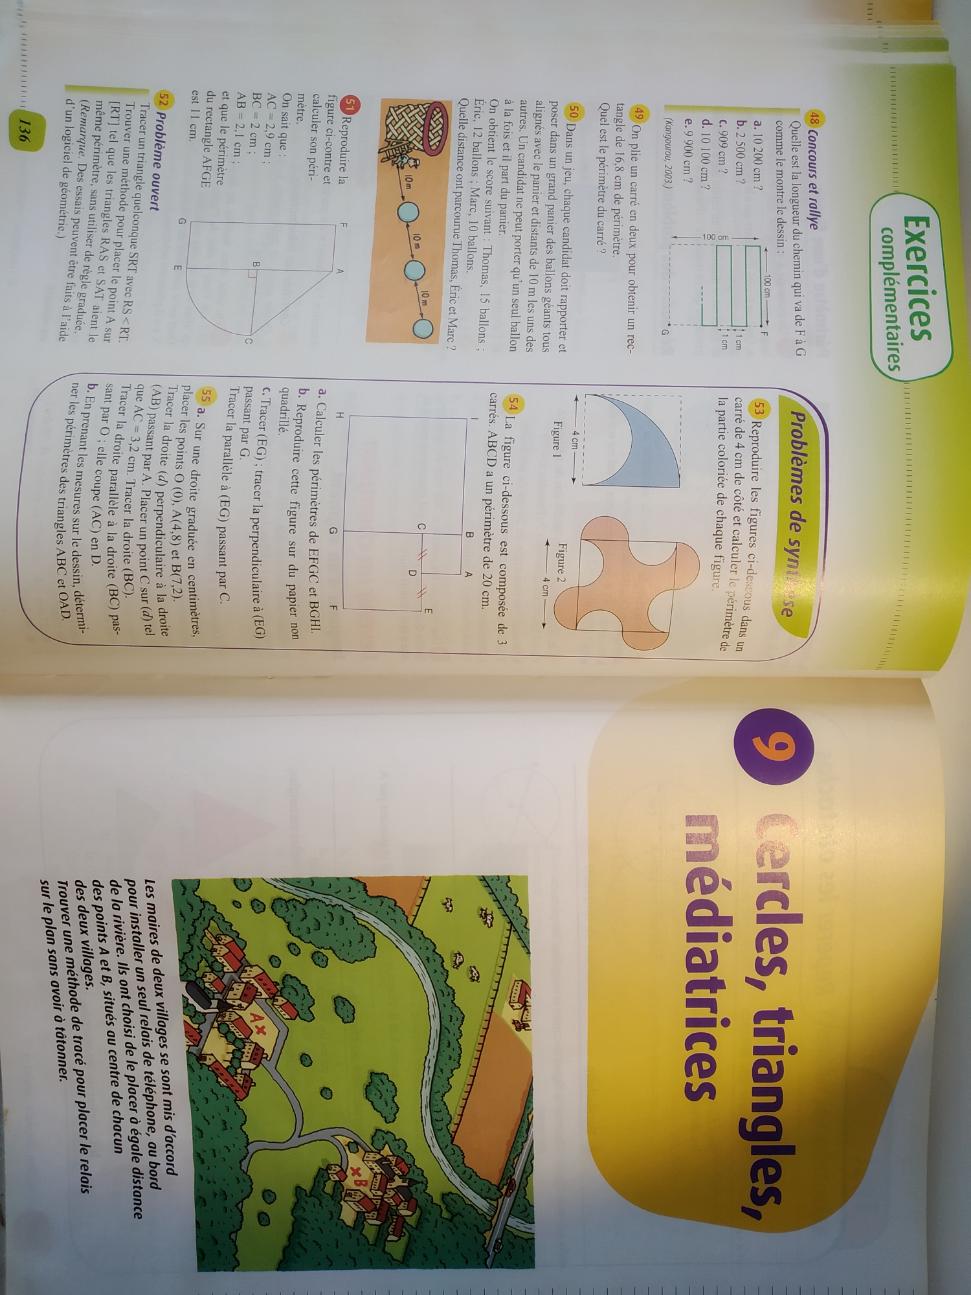 Exercices
complémentaires
48 Concours et rallye
Quelle est la longueur du chemin qui va de F à G
comme le montre le dessin :
a. 10 200 cm ?
b. 2 500 cm ?
c. 909 cm ?
d. 10 100 cm ?
e. 9 900 cm ?
(Kangourou, 2003.)
100 cm
F
1 cm
1 cm
G
49 On plie un carré en deux pour obtenir un rec-
tangle de 16,8 cm de périmètre.
Quel est le périmètre du carré ?
50 Dans un jeu, chaque candidat doit rapporter et
poser dans un grand panier des ballons géants tous
alignés avec le panier et distants de 10 m les uns des
autres. Un candidat ne peut porter qu'un seul ballon
à la fois et il part du panier.
On obtient le score suivant : Thomas, 15 ballons ;
Éric, 12 ballons ; Marc, 10 ballons.
Quelle distance ont parcourue Thomas, Éric et Marc ?
10 m
10 m
10 m
51 Reproduire la
figure ci-contre et
calculer son péri-
mètre.
On sait que :
AC = 2,9 cm ;
BC = 2 cm ;
AB = 2,1 cm ;
et que le périmètre
du rectangle AFGE
est 11 cm.
F A
B C
G E
52 Problème ouvert
Tracer un triangle quelconque SRT avec RS < RT.
Trouver une méthode pour placer le point A sur
[RT] tel que les triangles RAS et SAT aient le
même périmètre, sans utiliser de règle graduée.
(Remarque. Des essais peuvent être faits à l'aide
d'un logiciel de géométrie.)
136
Problèmes de synthèse
53 Reproduire les figures ci-dessous dans un
carré de 4 cm de côté et calculer le périmètre de
la partie coloriée de chaque figure.
4 cm
Figure 1
Figure 2
4 cm
54 La figure ci-dessous est composée de 3
carrés. ABCD a un périmètre de 20 cm.
I B A
C D E
H G F
a. Calculer les périmètres de EFGC et BGHI.
b. Reproduire cette figure sur du papier non
quadrillé.
c. Tracer (EG) ; tracer la perpendiculaire à (EG)
passant par G.
Tracer la parallèle à (EG) passant par C.
55 a. Sur une droite graduée en centimètres,
placer les points O (0), A(4,8) et B(7,2).
Tracer la droite (d) perpendiculaire à la droite
(AB) passant par A. Placer un point C sur (d) tel
que AC = 3,2 cm. Tracer la droite (BC).
Tracer la droite parallèle à la droite (BC) pas-
sant par O ; elle coupe (AC) en D.
b. En prenant les mesures sur le dessin, détermi-
ner les périmètres des triangles ABC et OAD.
9 Cercles, triangles,
médiatrices
B
A
Les maires de deux villages se sont mis d'accord
pour installer un seul relais de téléphone, au bord
de la rivière. Ils ont choisi de le placer à égale distance
des points A et B, situés au centre de chacun
des deux villages.
Trouver une méthode de tracé pour placer le relais
sur le plan sans avoir à tâtonner.